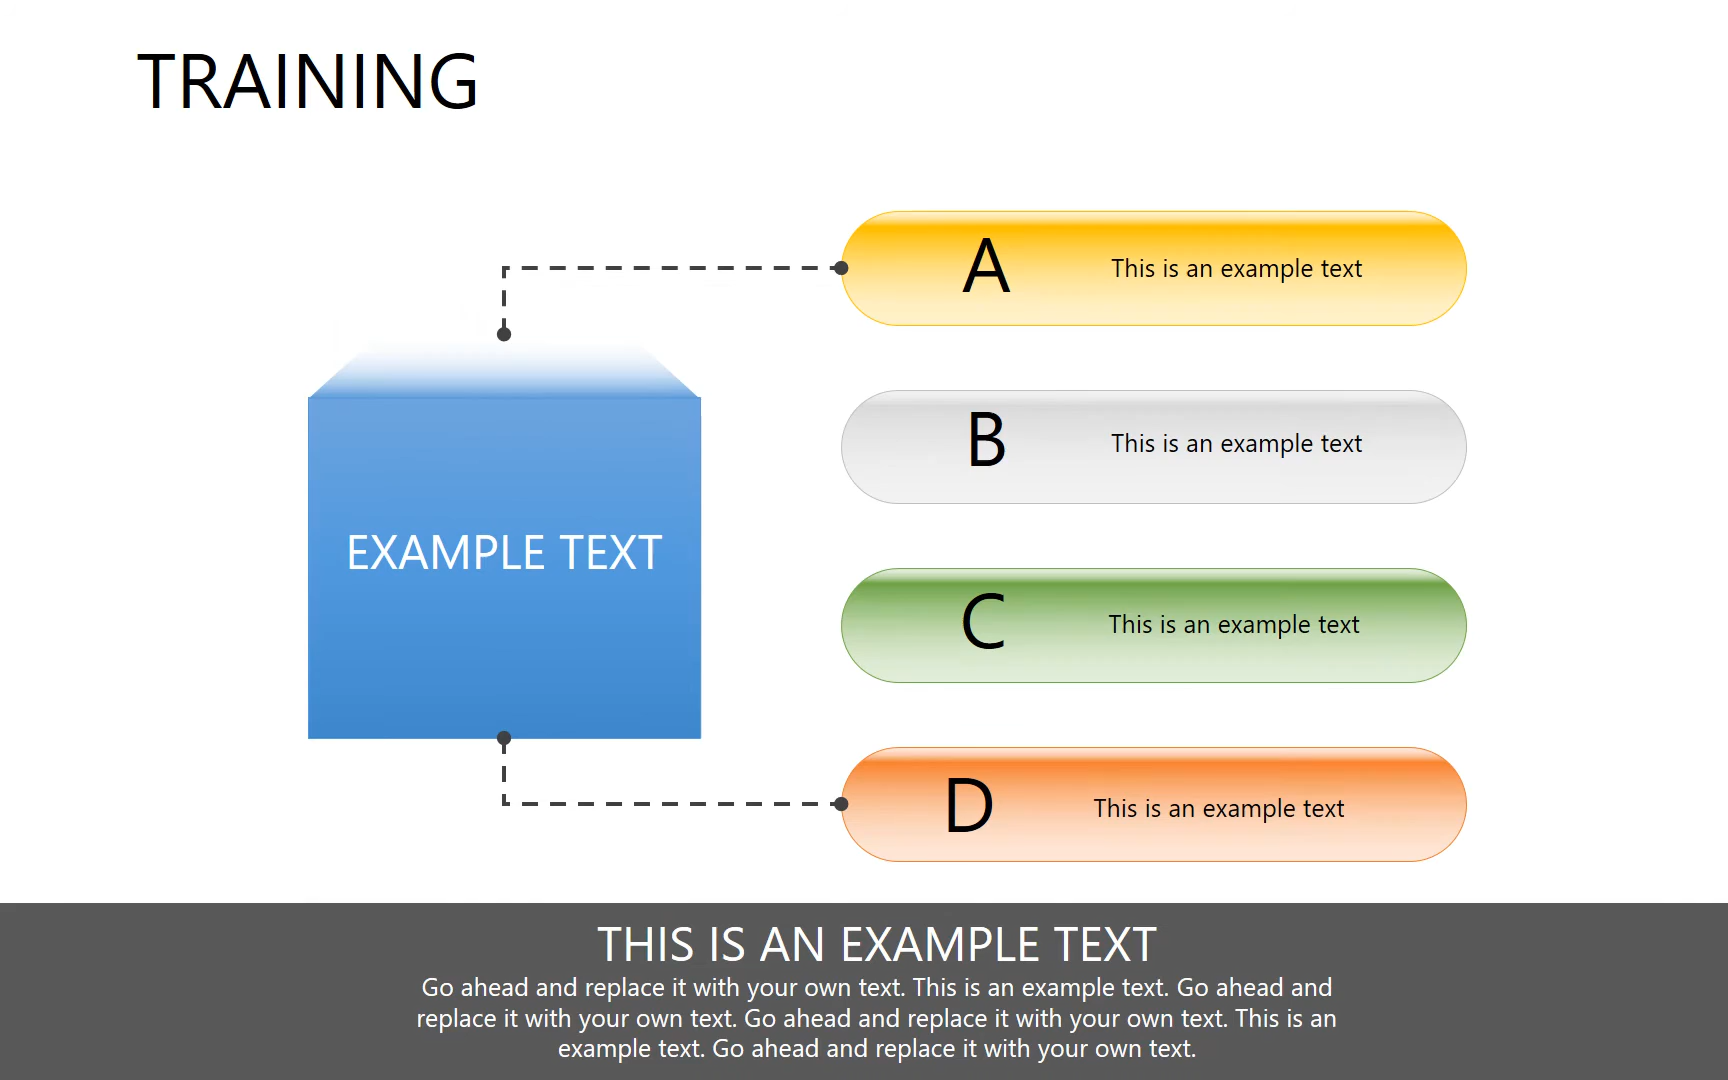 TRAINING
A
This is an example text
B
This is an example text
EXAMPLE TEXT
C
This is an example text
D
This is an example text
THIS IS AN EXAMPLE TEXT
Go ahead and replace it with your own text. This is an example text. Go ahead and
replace it with your own text. Go ahead and replace it with your own text. This is an
example text. Go ahead and replace it with your own text.